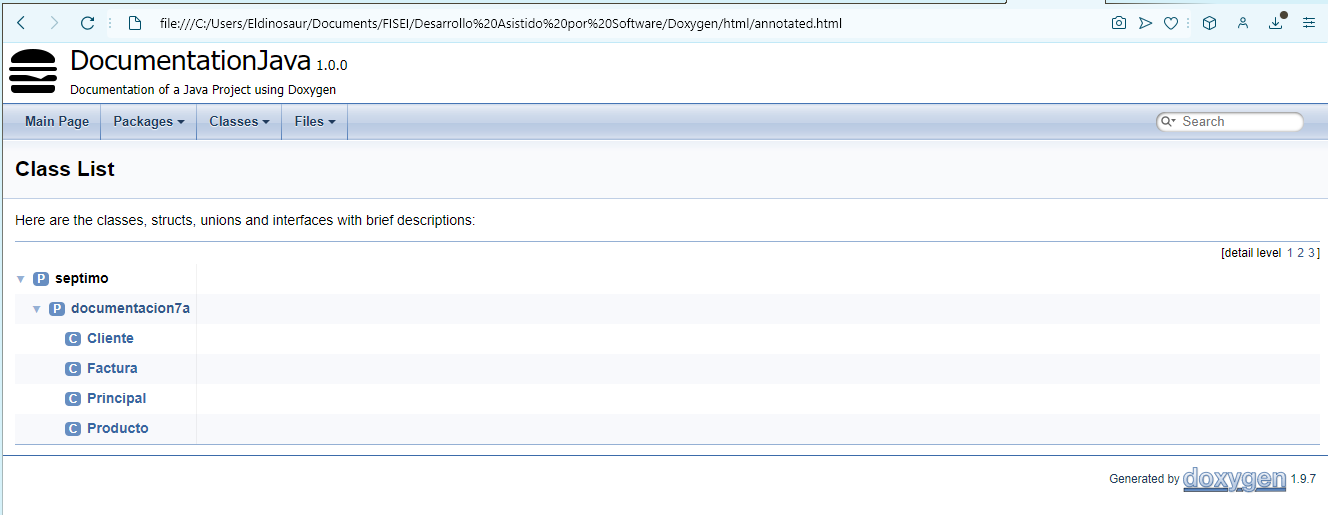 file:///C:/Users/Eldinosaur/Documents/FISEI/Desarrollo%20Asistido%20por%20Software/Doxygen/html/annotated.html
DocumentationJava 1.0.0
Documentation of a Java Project using Doxygen
Main Page Packages Classes Files Search
Class List
Here are the classes, structs, unions and interfaces with brief descriptions:
[detail level 1 2 3]
P septimo
P documentacion7a
C Cliente
C Factura
C Principal
C Producto
Generated by doxygen 1.9.7